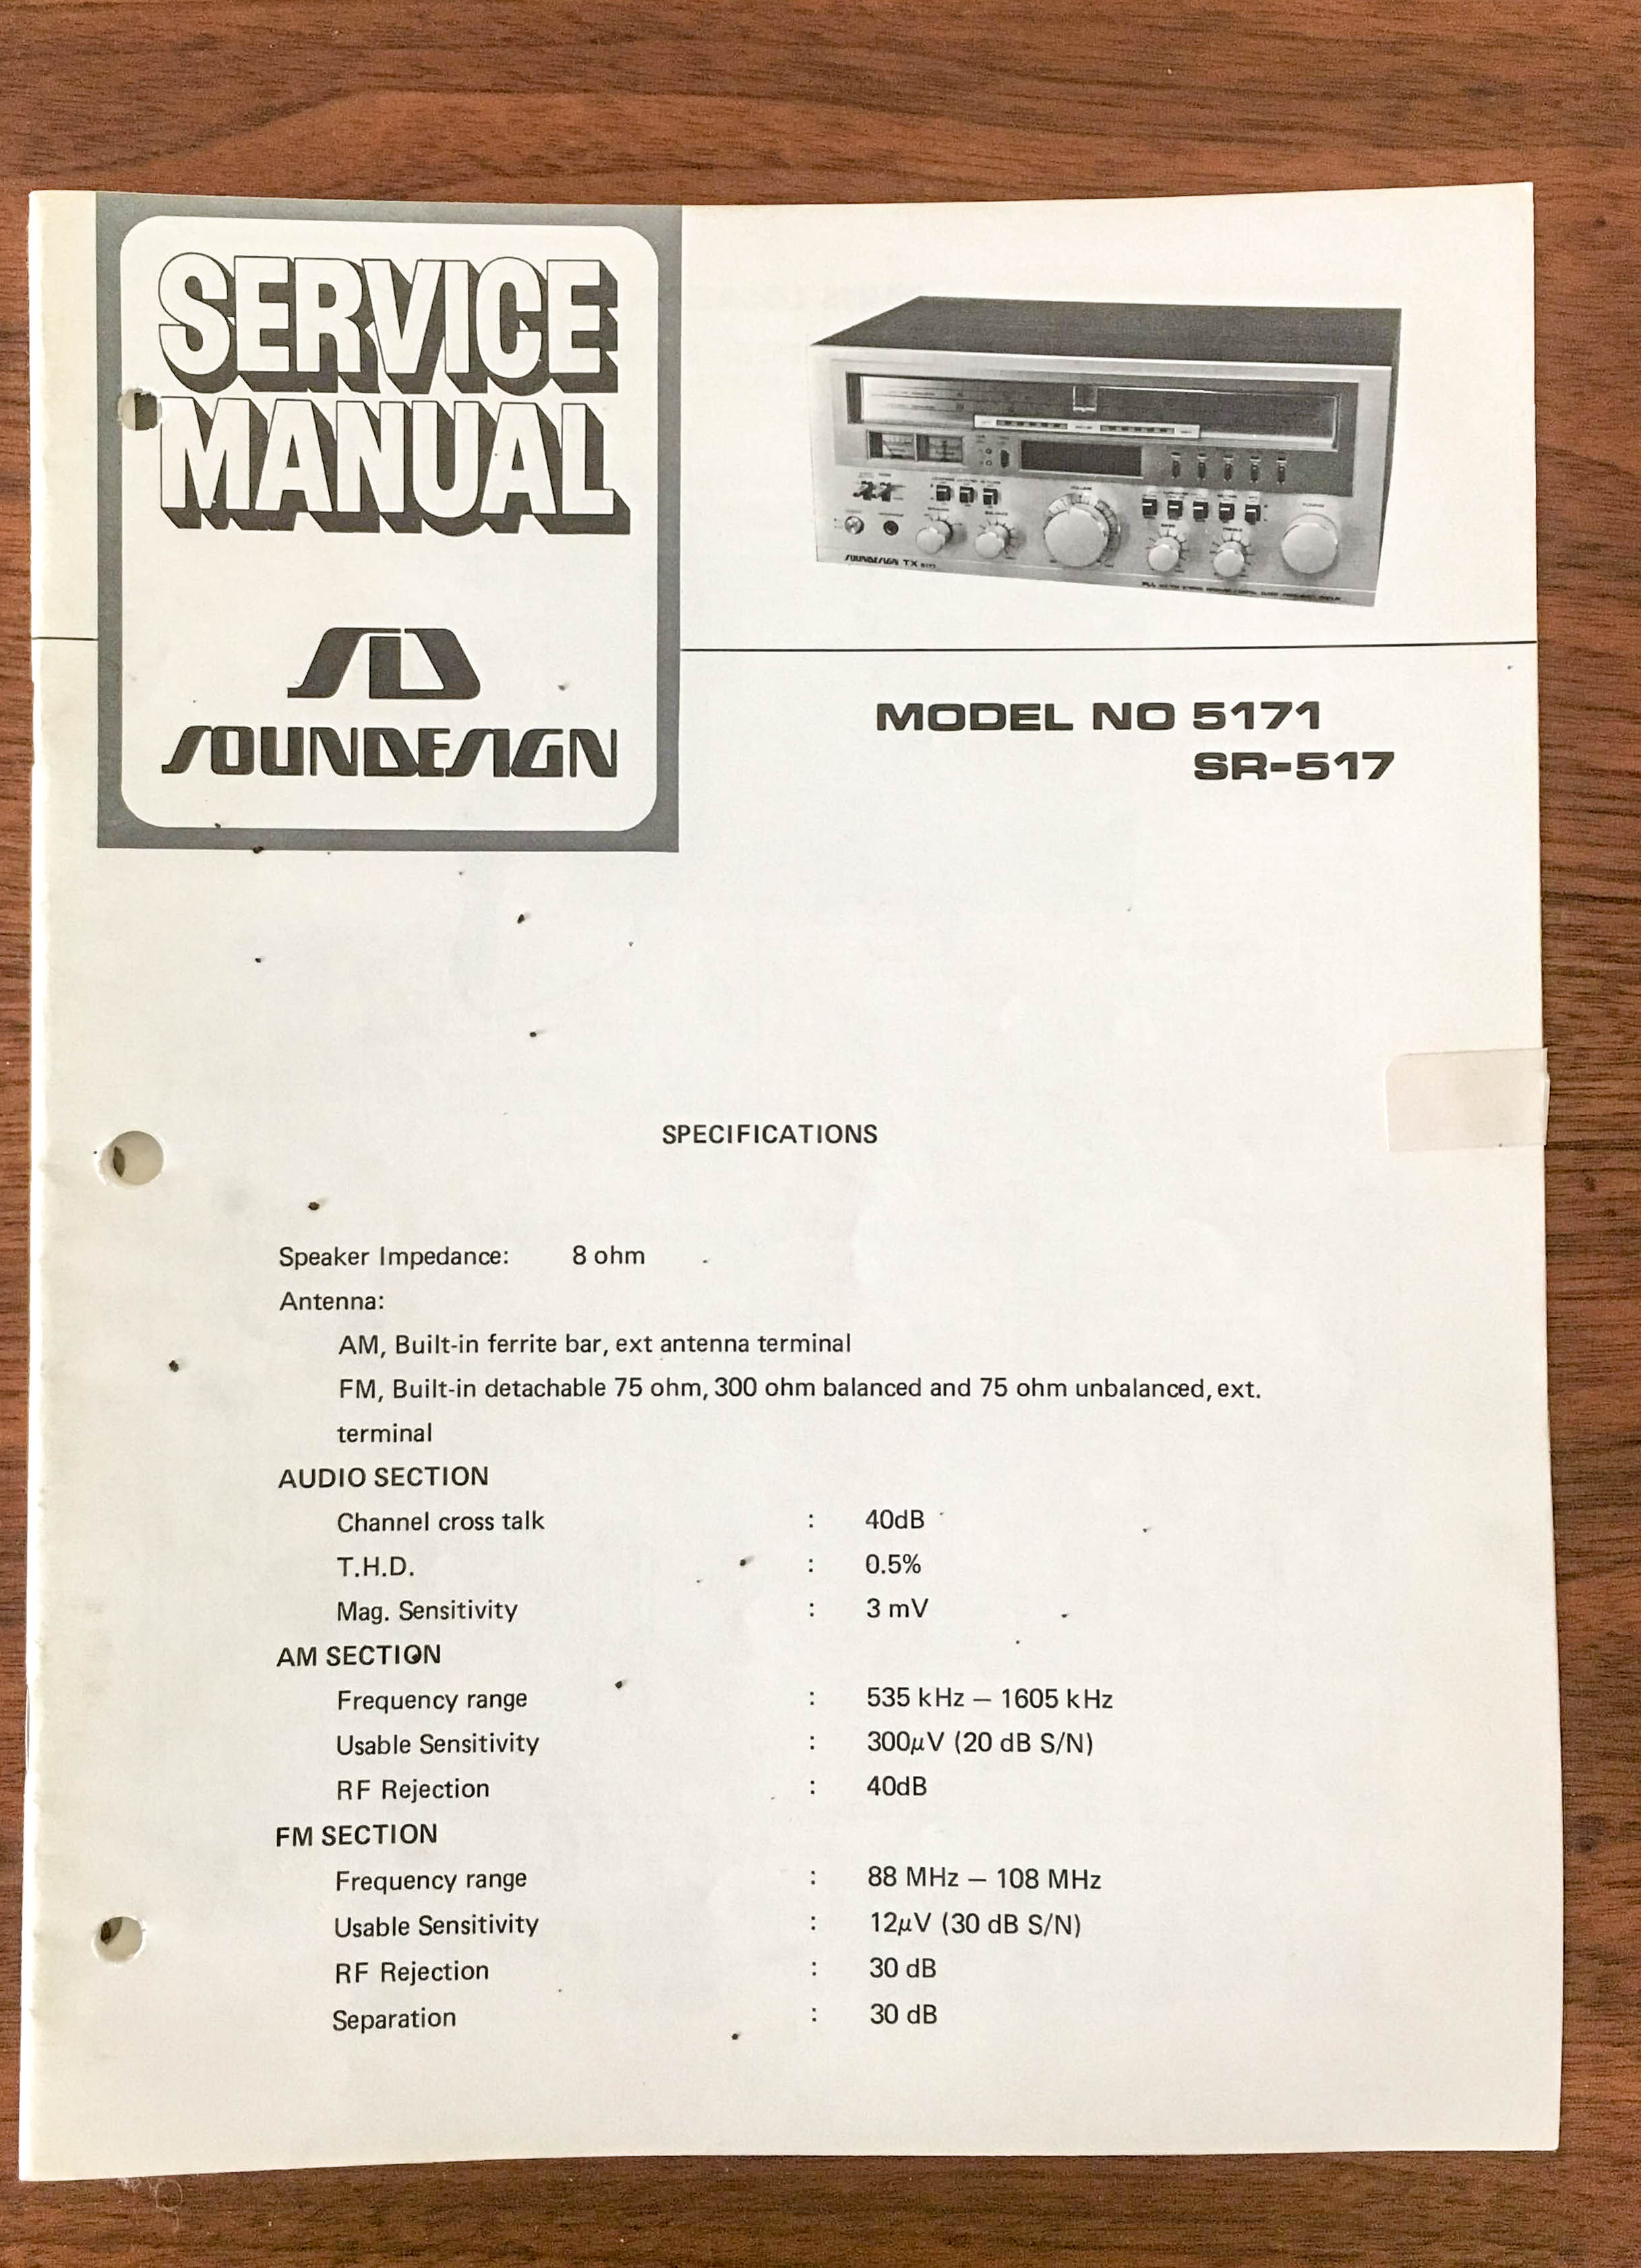 SERVICE
MANUAL
SD
SOUNDESIGN
SOUNDESIGN TX
MODEL NO 5171
SR-517
SPECIFICATIONS
Speaker Impedance: 8 ohm
Antenna:
AM, Built-in ferrite bar, ext antenna terminal
FM, Built-in detachable 75 ohm, 300 ohm balanced and 75 ohm unbalanced, ext.
terminal
AUDIO SECTION
Channel cross talk : 40dB
T.H.D. : 0.5%
Mag. Sensitivity : 3 mV
AM SECTION
Frequency range : 535 kHz – 1605 kHz
Usable Sensitivity : 300μV (20 dB S/N)
RF Rejection : 40dB
FM SECTION
Frequency range : 88 MHz – 108 MHz
Usable Sensitivity : 12μV (30 dB S/N)
RF Rejection : 30 dB
Separation : 30 dB